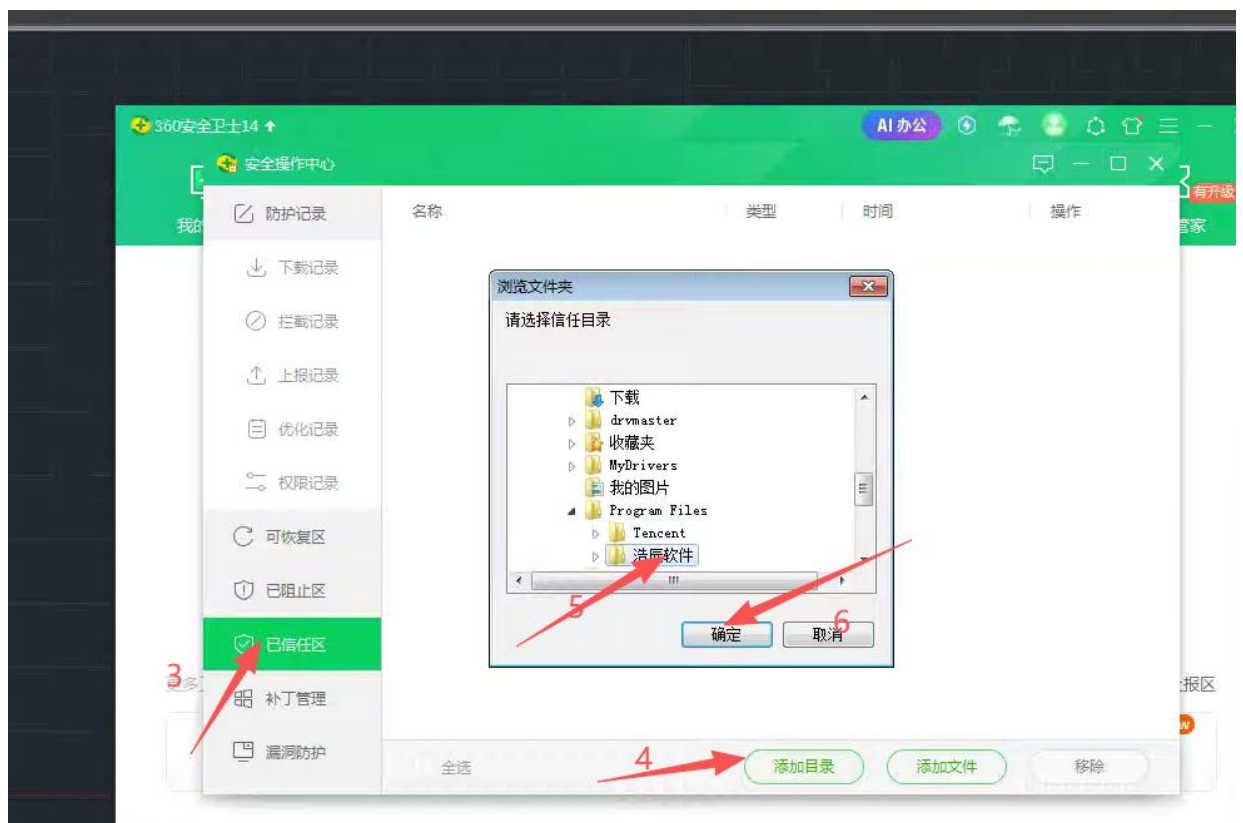 360安全卫士14
AI 办公
安全操作中心
我的
有升级
管家
防护记录
名称
类型
时间
操作
下载记录
拦截记录
上报记录
优化记录
权限记录
可恢复区
已阻止区
已信任区
补丁管理
漏洞防护
浏览文件夹
请选择信任目录
下载
drvmaster
收藏夹
MyDrivers
我的图片
Program Files
Tencent
浩辰软件
5
确定
取消
6
3
更多
上报区
全选
4
添加目录
添加文件
移除